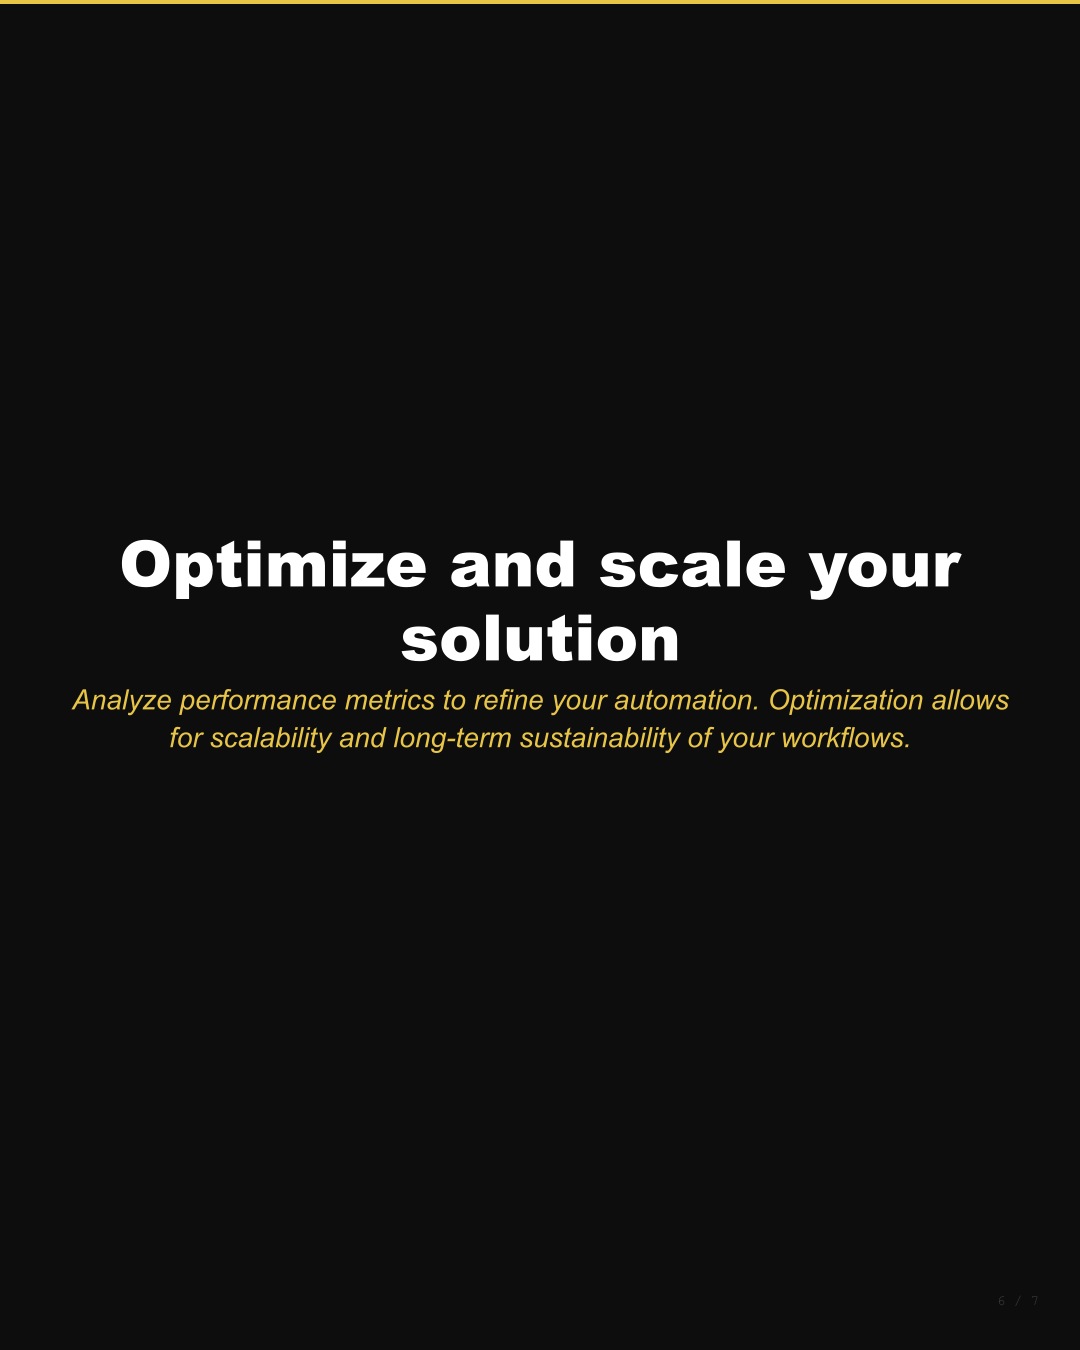 Optimize and scale your
solution
Analyze performance metrics to refine your automation. Optimization allows
for scalability and long-term sustainability of your workflows.
6 / 7